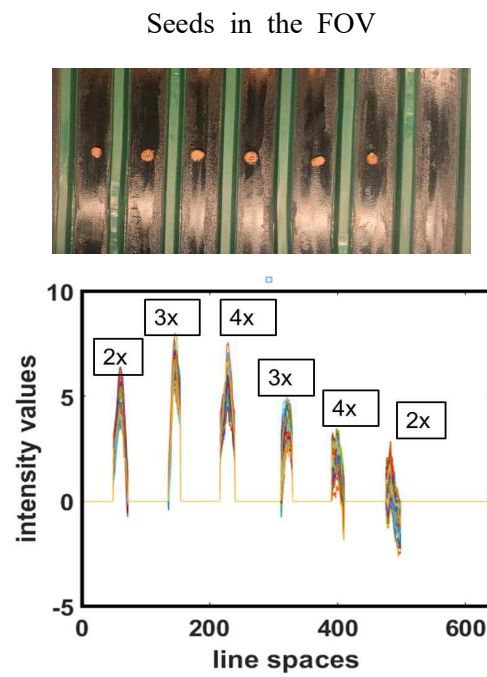 Seeds in the FOV
10
3x
4x
2x
3x
4x
2x
5
0
-5
0
200
400
600
intensity values
line spaces